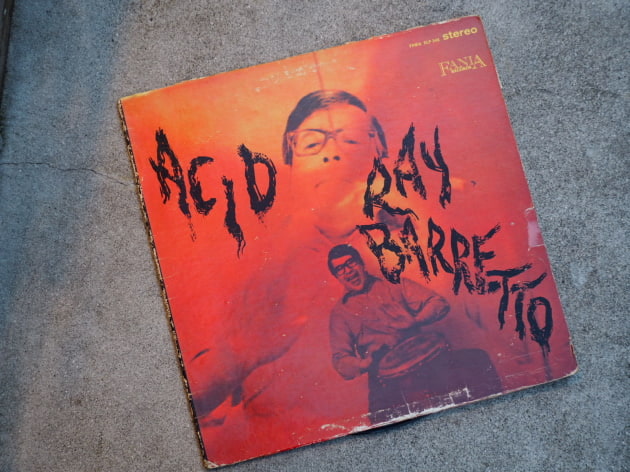 stereo
FANIA
ACID
RAY
BARRETTO